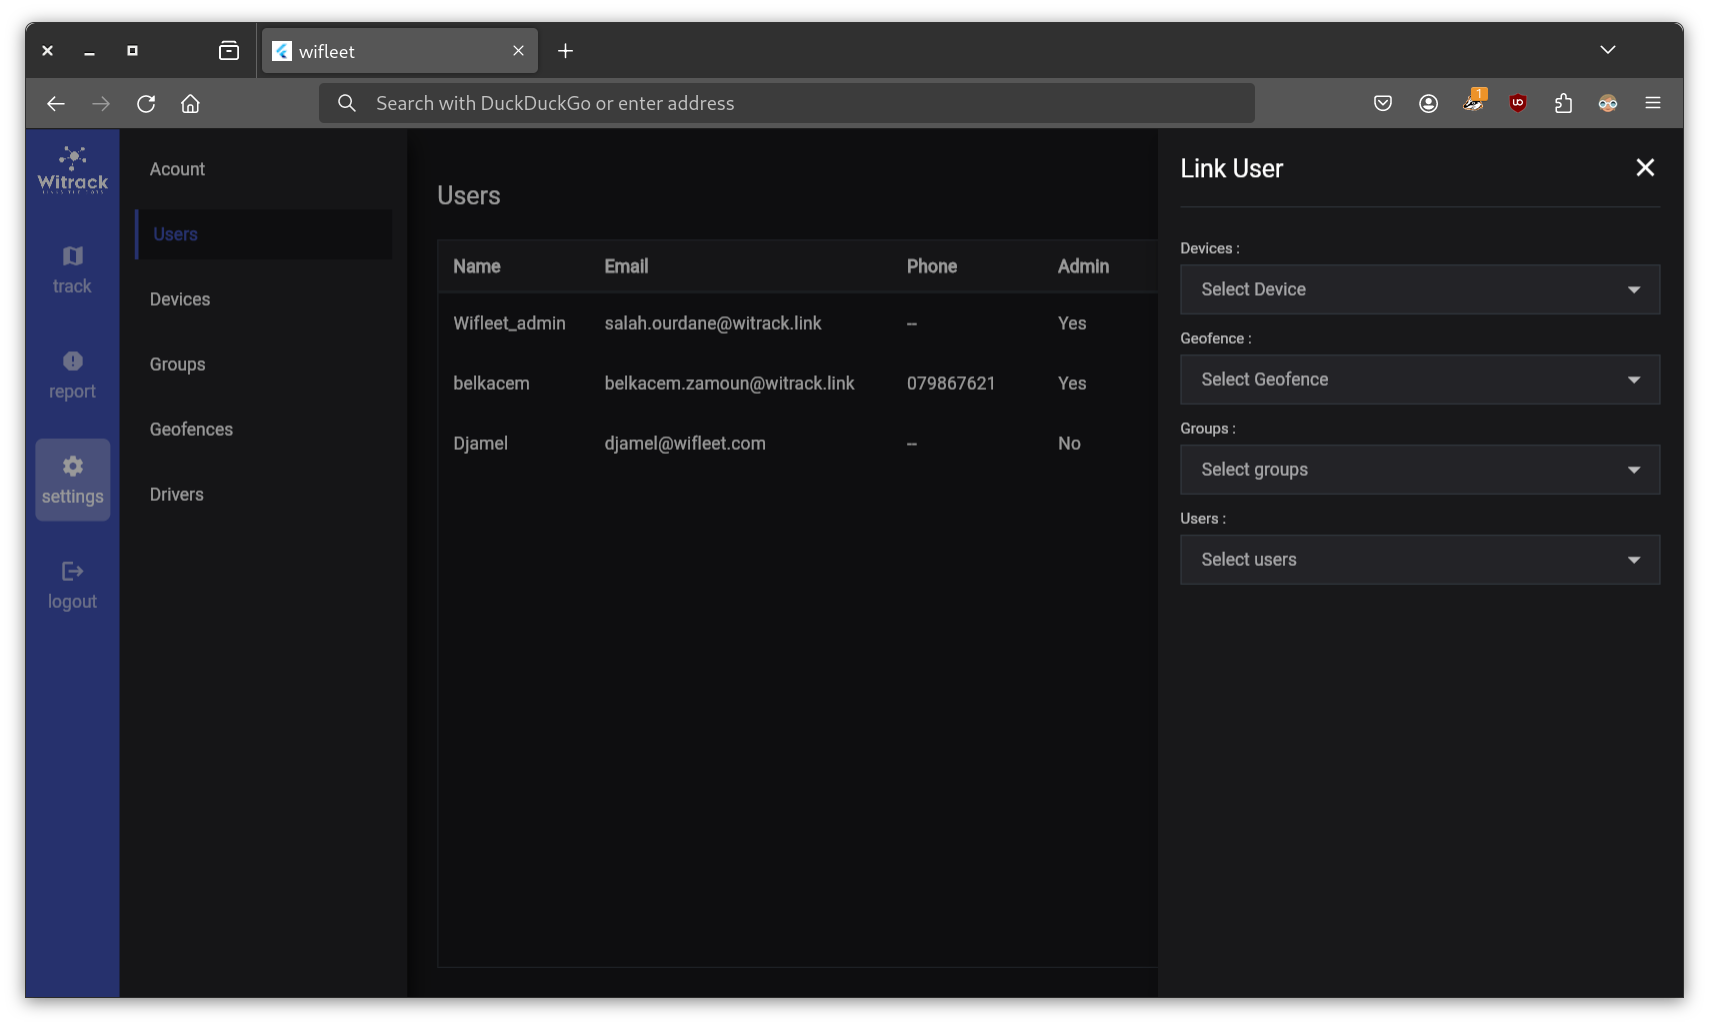 wifleet
Search with DuckDuckGo or enter address
1
Witrack
track
report
settings
logout
Acount
Users
Devices
Groups
Geofences
Drivers
Users
Name Email Phone Admin
Wifleet_admin salah.ourdane@witrack.link -- Yes
belkacem belkacem.zamoun@witrack.link 079867621 Yes
Djamel djamel@wifleet.com -- No
Link User
Devices :
Select Device
Geofence :
Select Geofence
Groups :
Select groups
Users :
Select users